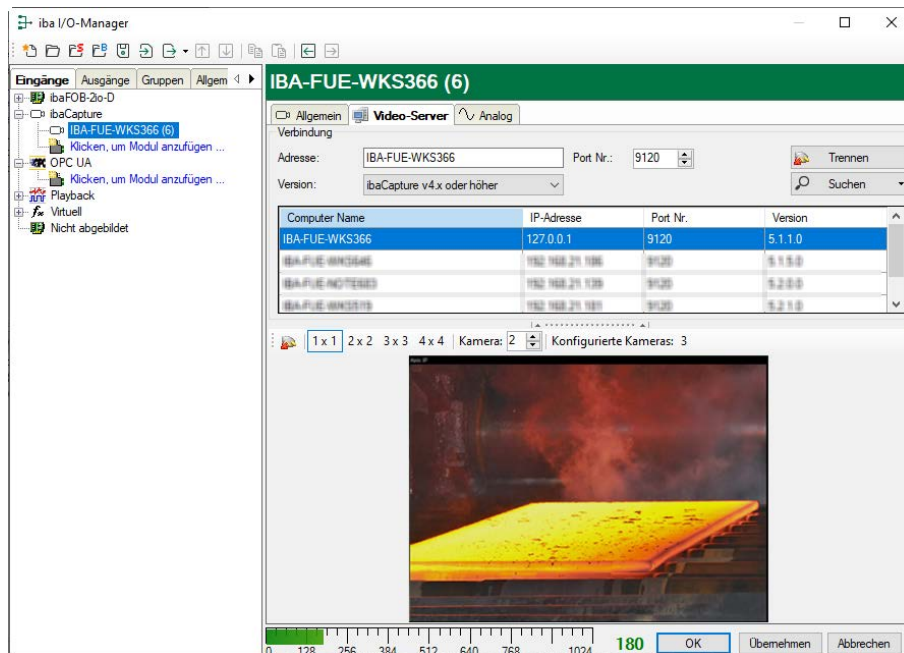 iba I/O-Manager
Eingänge Ausgänge Gruppen Allgem
ibaFOB-2io-D
ibaCapture
IBA-FUE-WKS366 (6)
Klicken, um Modul anzufügen ...
OPC UA
Klicken, um Modul anzufügen ...
Playback
Virtuell
Nicht abgebildet
IBA-FUE-WKS366 (6)
Allgemein Video-Server Analog
Verbindung
Adresse: IBA-FUE-WKS366 Port Nr.: 9120 Trennen
Version: ibaCapture v4.x oder höher Suchen
Computer Name IP-Adresse Port Nr. Version
IBA-FUE-WKS366 127.0.0.1 9120 5.1.1.0
1 x 1 2 x 2 3 x 3 4 x 4 Kamera: 2 Konfigurierte Kameras: 3
0 128 256 384 512 640 768 1024 180 OK Übernehmen Abbrechen